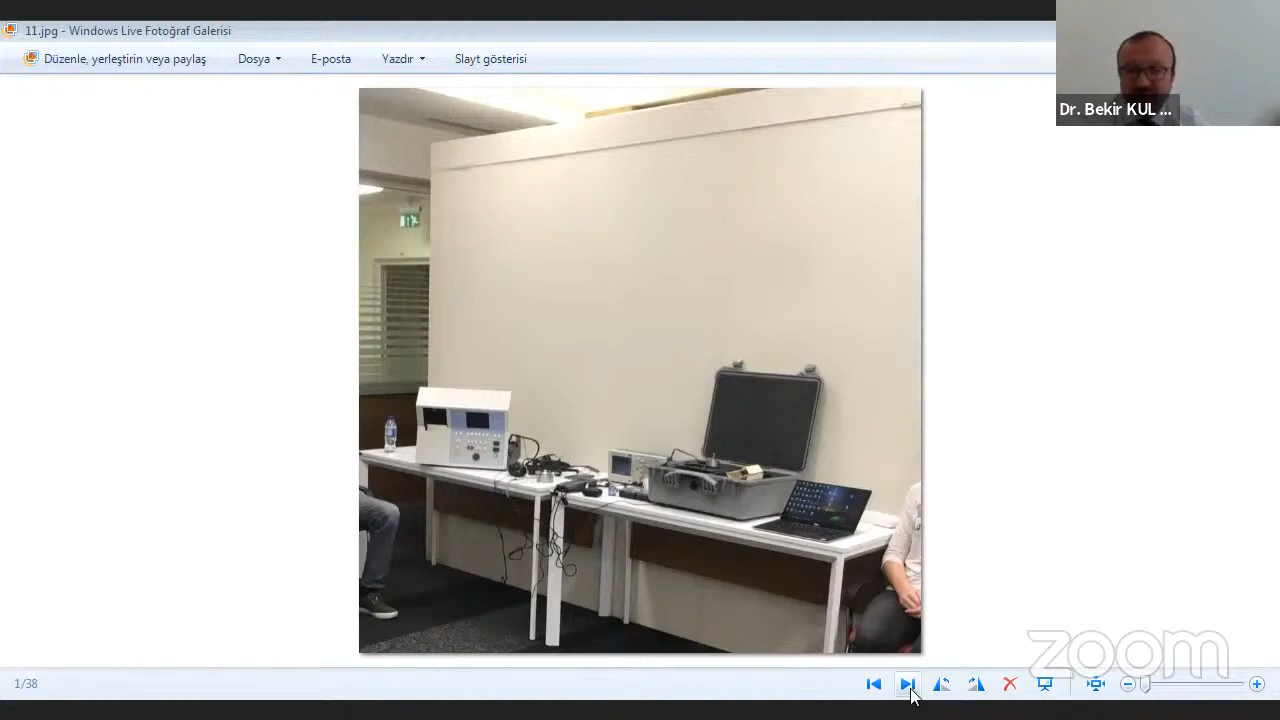 11.jpg - Windows Live Fotoğraf Galerisi
Düzenle, yerleştirin veya paylaş Dosya E-posta Yazdır Slayt gösterisi
Dr. Bekir KUL ...
zoom
1/38